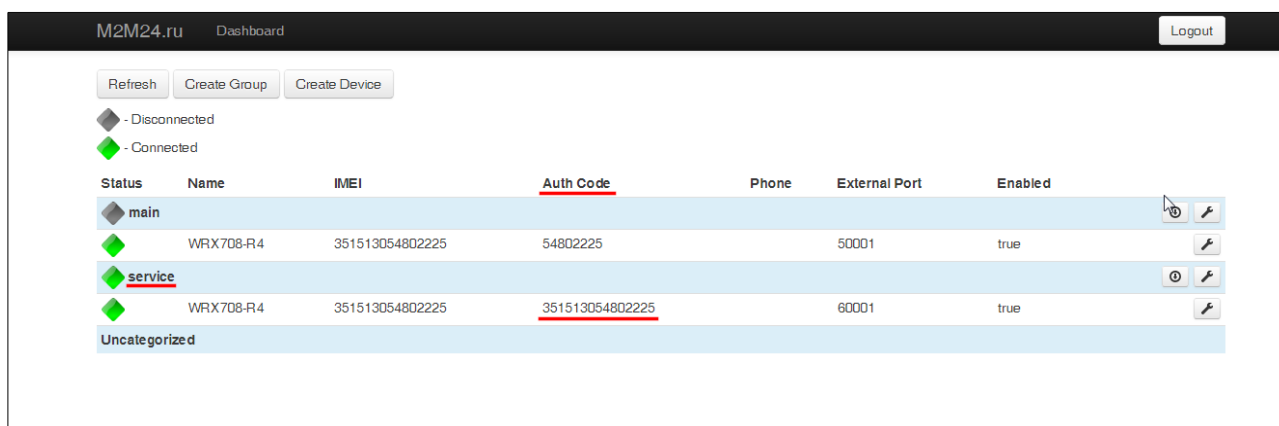 M2M24.ru Dashboard Logout
Refresh Create Group Create Device
- Disconnected
- Connected
Status Name IMEI Auth Code Phone External Port Enabled
main
WRX708-R4 351513054802225 54802225 50001 true
service
WRX708-R4 351513054802225 351513054802225 60001 true
Uncategorized